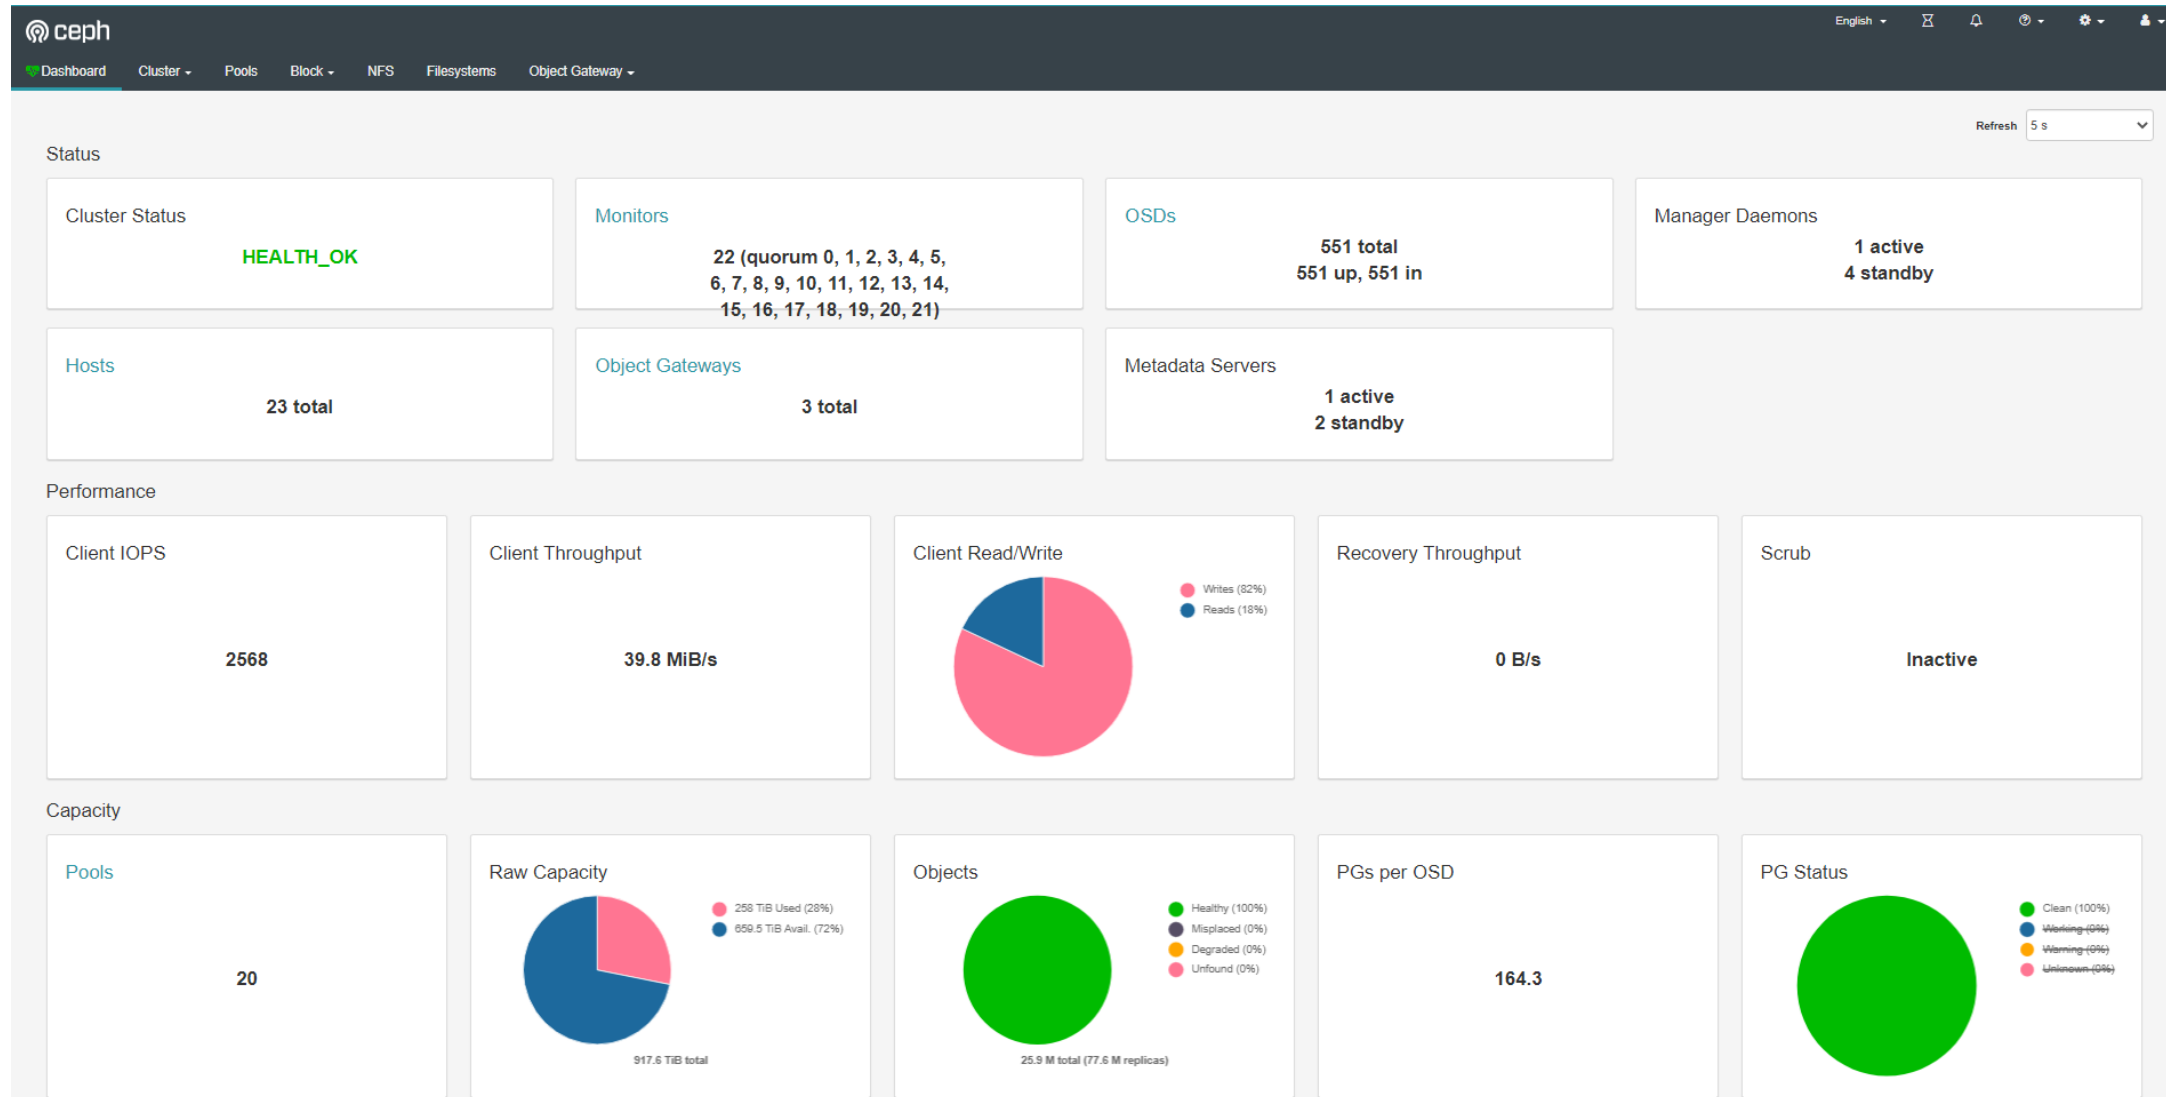 ceph
English
Dashboard Cluster Pools Block NFS Filesystems Object Gateway
Refresh 5 s
Status
Cluster Status
HEALTH_OK
Monitors
22 (quorum 0, 1, 2, 3, 4, 5,
6, 7, 8, 9, 10, 11, 12, 13, 14,
15, 16, 17, 18, 19, 20, 21)
OSDs
551 total
551 up, 551 in
Manager Daemons
1 active
4 standby
Hosts
23 total
Object Gateways
3 total
Metadata Servers
1 active
2 standby
Performance
Client IOPS
2568
Client Throughput
39.8 MiB/s
Client Read/Write
Writes (82%)
Reads (18%)
Recovery Throughput
0 B/s
Scrub
Inactive
Capacity
Pools
20
Raw Capacity
258 TiB Used (28%)
659.5 TiB Avail. (72%)
917.6 TiB total
Objects
Healthy (100%)
Misplaced (0%)
Degraded (0%)
Unfound (0%)
25.9 M total (77.6 M replicas)
PGs per OSD
164.3
PG Status
Clean (100%)
Working (0%)
Warning (0%)
Unknown (0%)